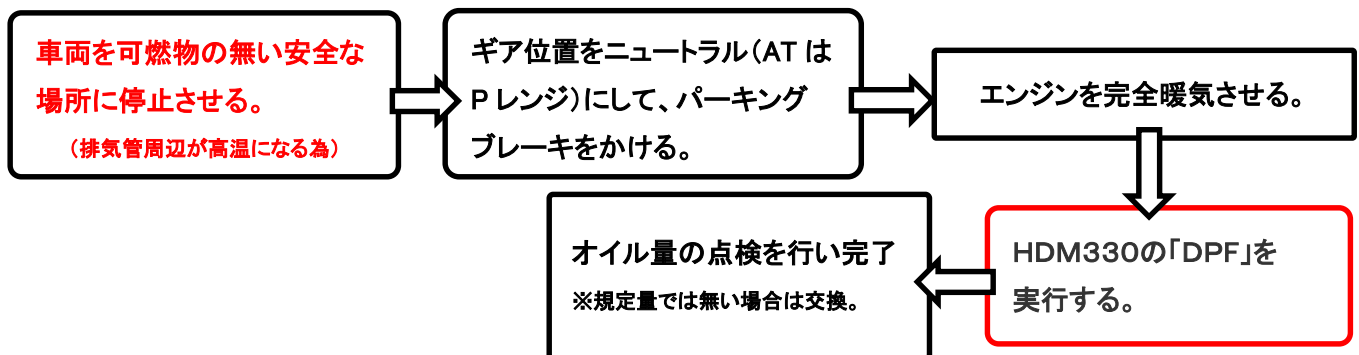 車両を可燃物の無い安全な
場所に停止させる。
（排気管周辺が高温になる為）
ギア位置をニュートラル（AT は
P レンジ）にして、パーキング
ブレーキをかける。
エンジンを完全暖気させる。
ＨＤＭ３３０の「ＤＰＦ」を
実行する。
オイル量の点検を行い完了
※規定量では無い場合は交換。